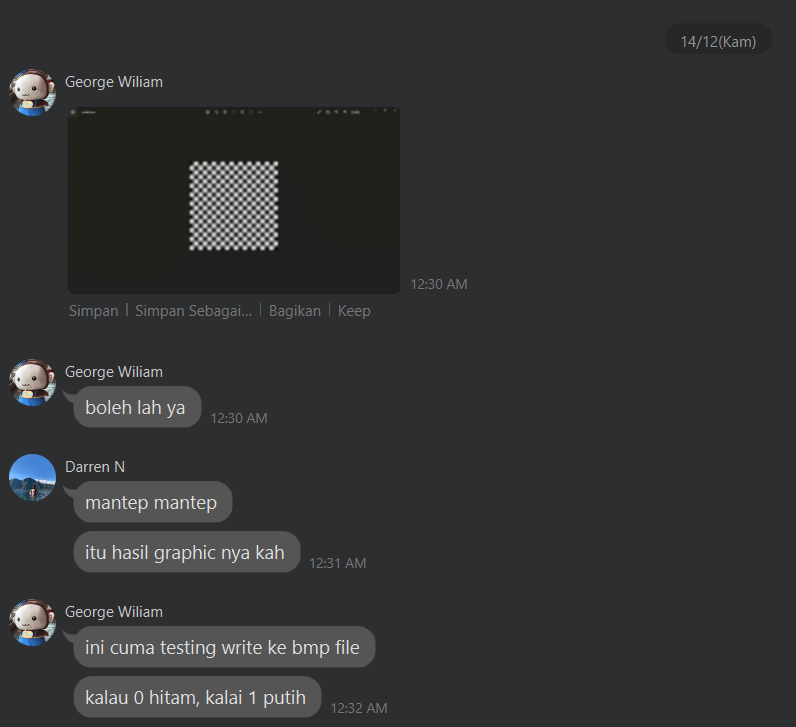 14/12(Kam)
George Wiliam
12:30 AM
Simpan | Simpan Sebagai... | Bagikan | Keep
George Wiliam
boleh lah ya
12:30 AM
Darren N
mantep mantep
itu hasil graphic nya kah
12:31 AM
George Wiliam
ini cuma testing write ke bmp file
kalau 0 hitam, kalai 1 putih
12:32 AM